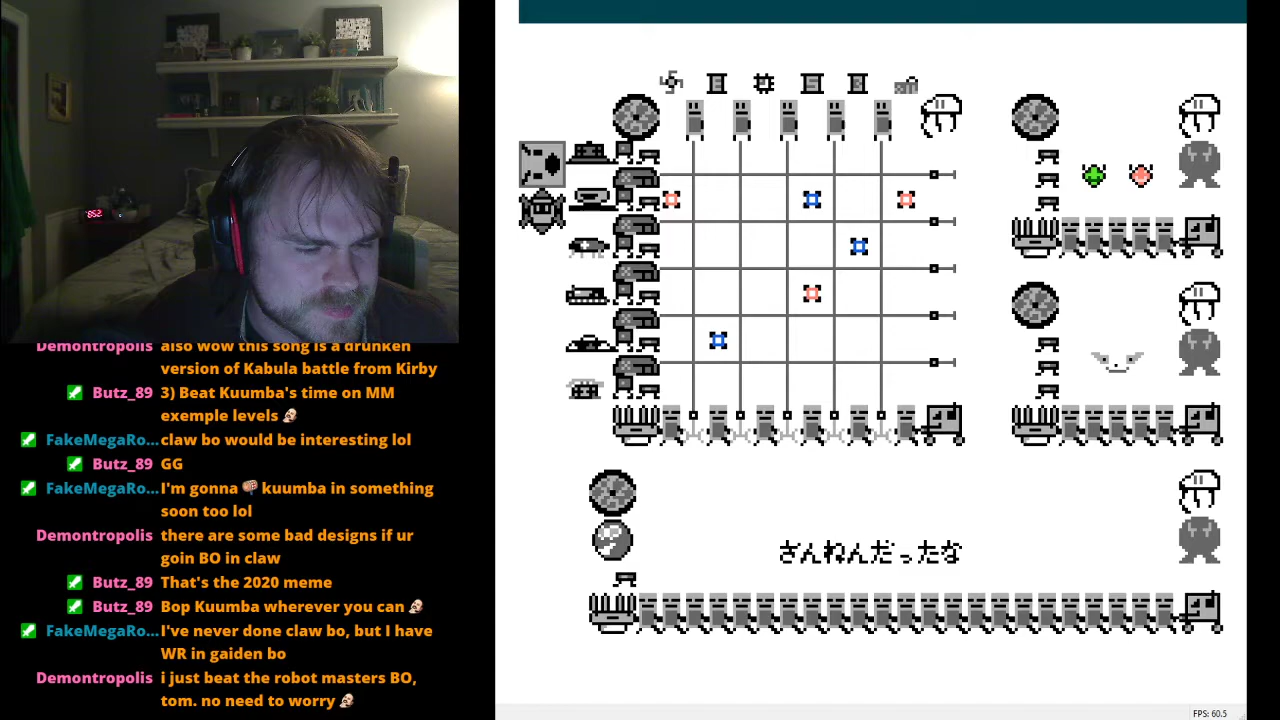 852
Demontropolis also wow this song is a drunken
version of Kabula battle from Kirby
Butz_89 3) Beat Kuumba's time on MM
exemple levels
FakeMegaRo... claw bo would be interesting lol
Butz_89 GG
FakeMegaRo... I'm gonna kuumba in something
soon too lol
Demontropolis there are some bad designs if ur
goin BO in claw
Butz_89 That's the 2020 meme
Butz_89 Bop Kuumba wherever you can
FakeMegaRo... I've never done claw bo, but I have
WR in gaiden bo
Demontropolis i just beat the robot masters BO,
tom. no need to worry
ざんねんだったな
FPS: 60.5